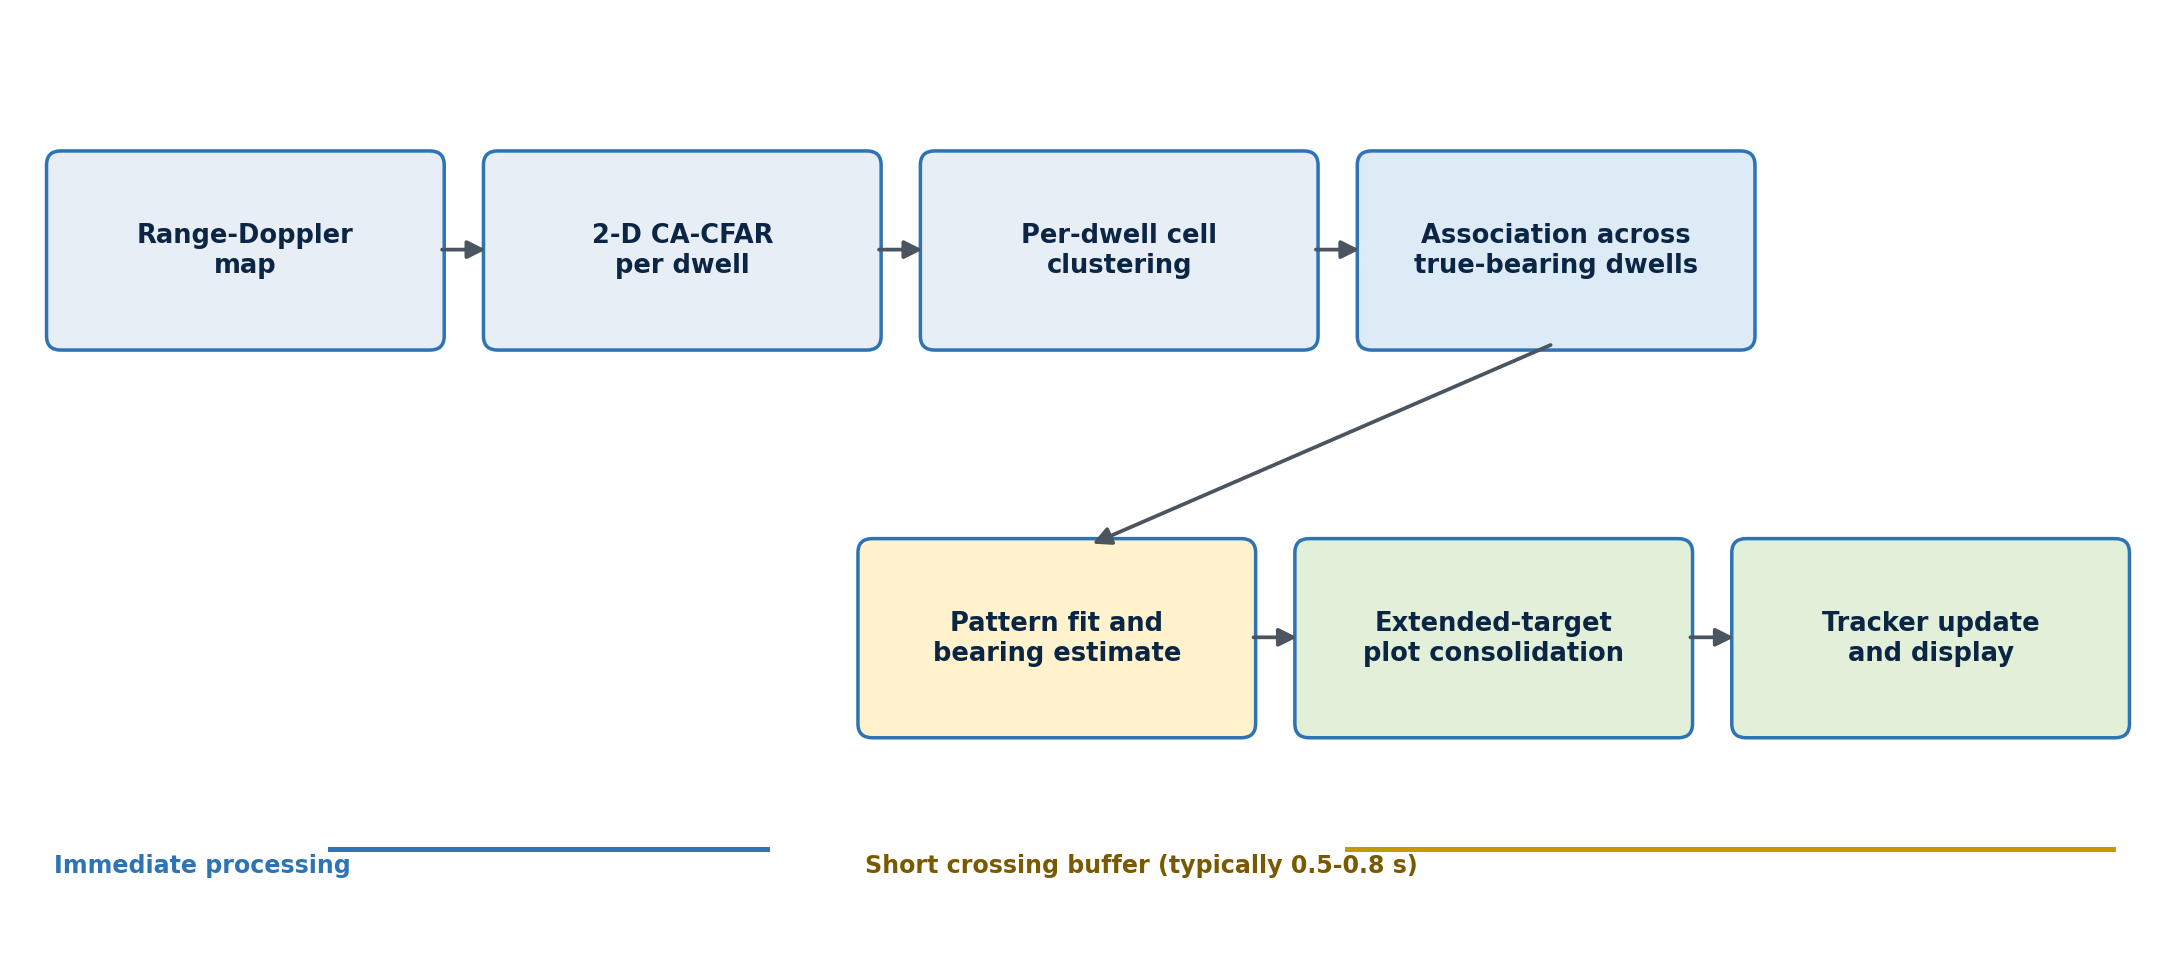 Range-Doppler
map
2-D CA-CFAR
per dwell
Per-dwell cell
clustering
Association across
true-bearing dwells
Pattern fit and
bearing estimate
Extended-target
plot consolidation
Tracker update
and display
Immediate processing
Short crossing buffer (typically 0.5-0.8 s)